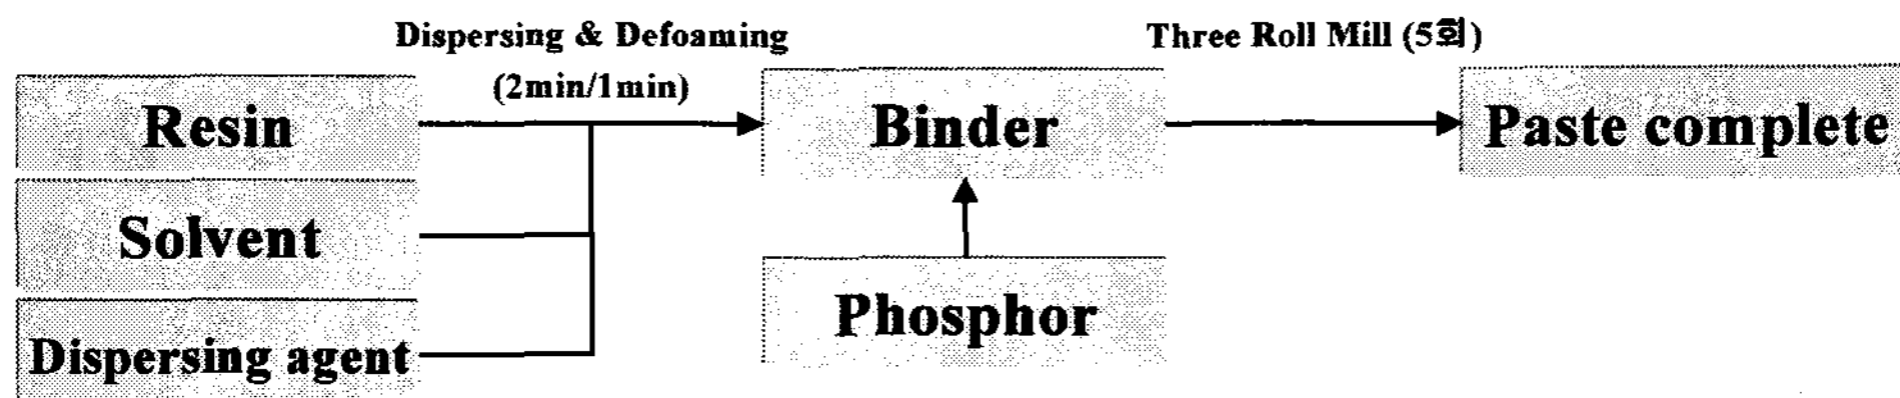 Dispersing & Defoaming
(2min/1min)
Three Roll Mill (5회)
Resin
Binder
Paste complete
Solvent
Phosphor
Dispersing agent